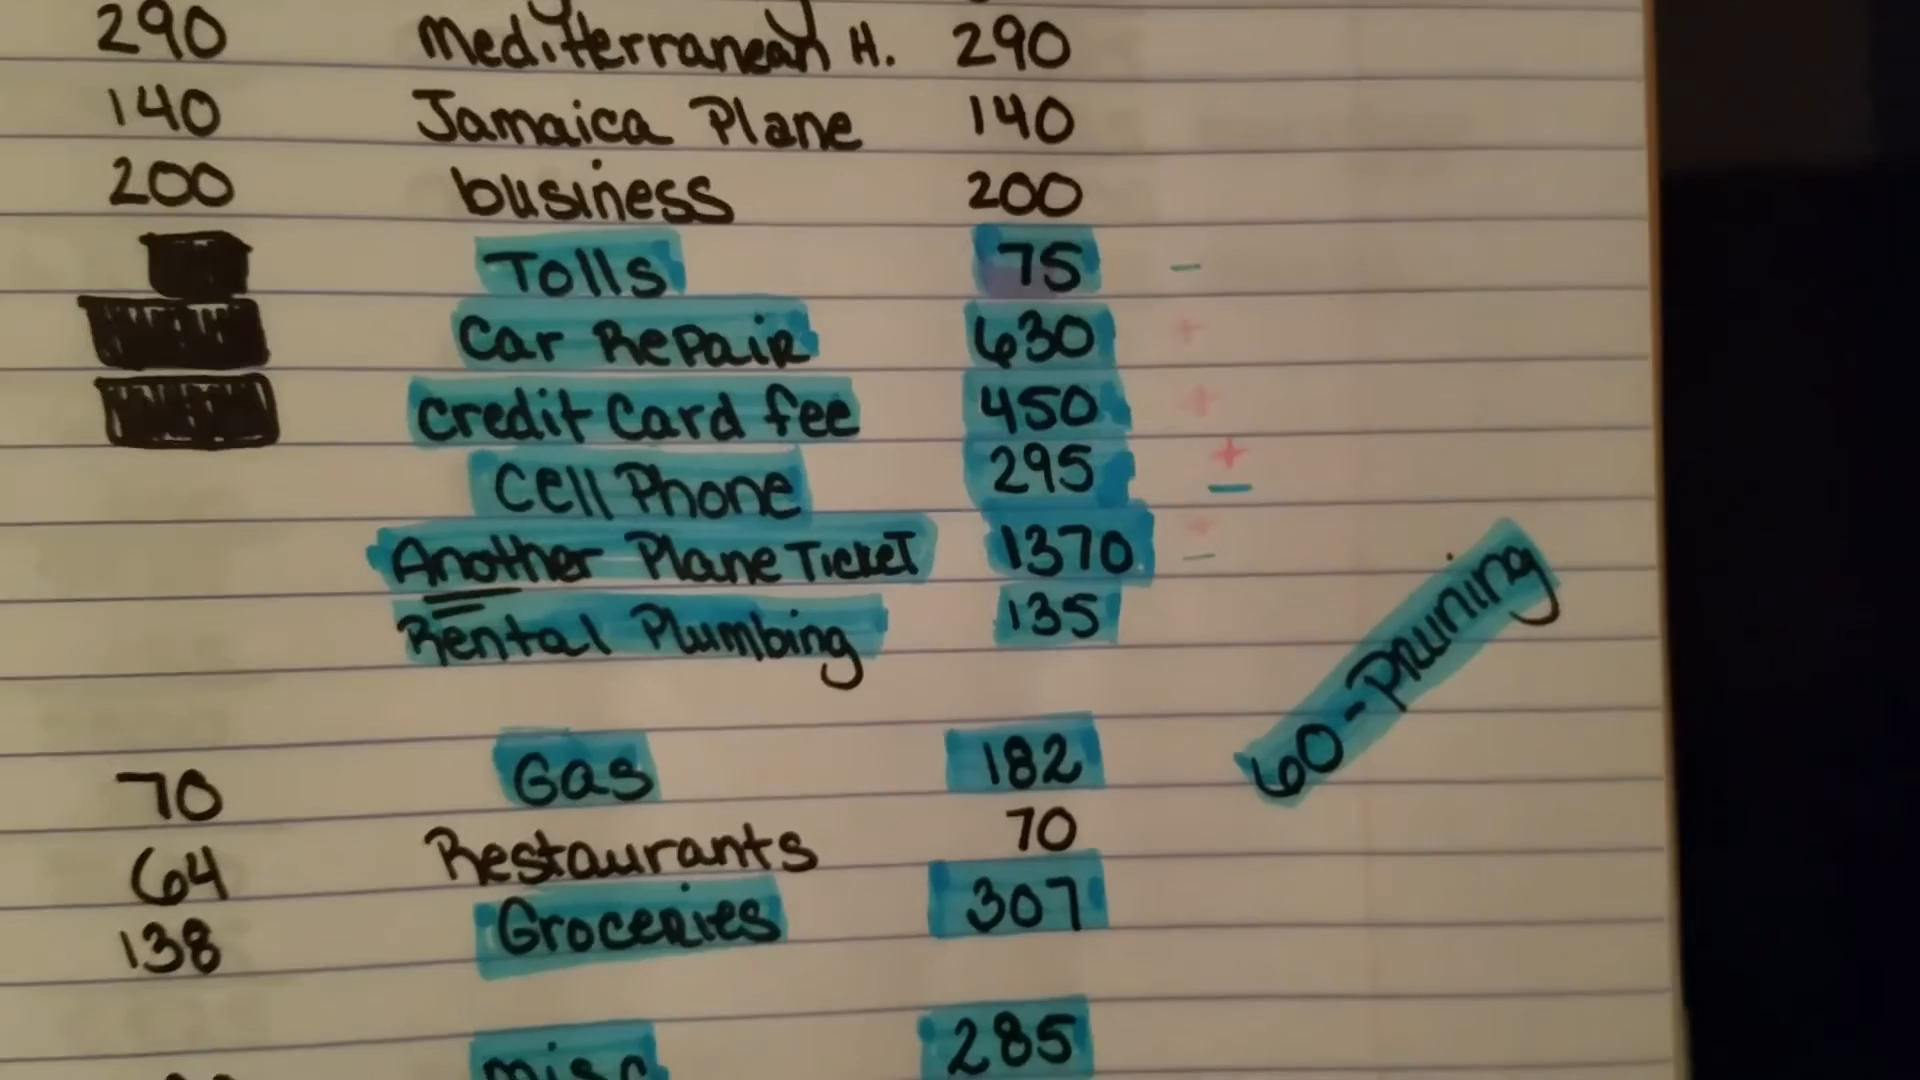 290 Mediterranean H. 290
140 Jamaica Plane 140
200 business 200
Tolls 75 -
Car Repair 630 +
Credit Card fee 450 +
Cell Phone 295 + -
Another Plane Ticket 1370 + -
Rental Plumbing 135
60-Pruning
70 Gas 182
64 Restaurants 70
138 Groceries 307
misc 285